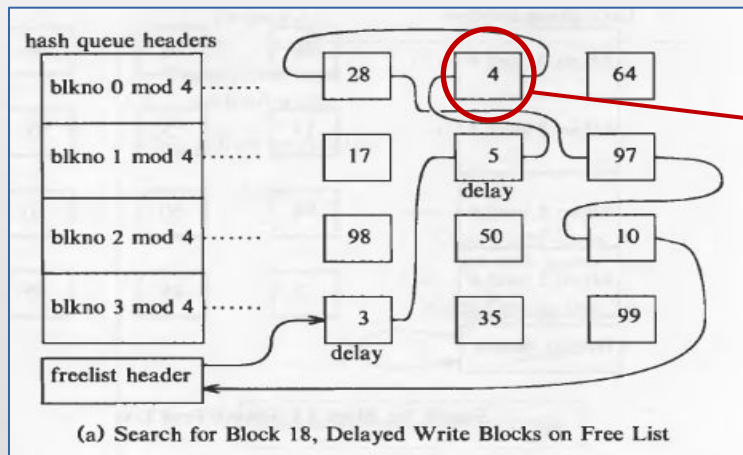 hash queue headers
blkno 0 mod 4 28 4 64
blkno 1 mod 4 17 5 97
delay
blkno 2 mod 4 98 50 10
blkno 3 mod 4 3 35 99
delay
freelist header
(a) Search for Block 18, Delayed Write Blocks on Free List